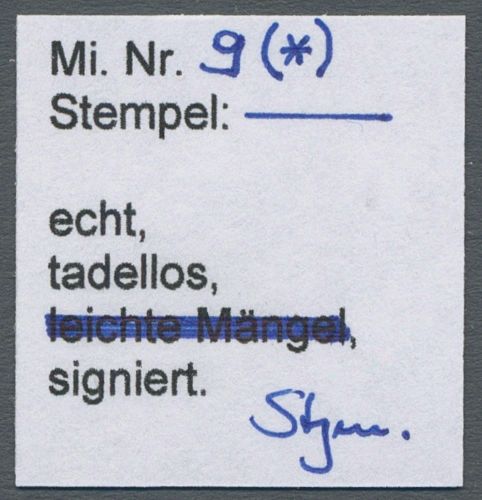 Mi. Nr. 9 (*)
Stempel: ———
echt,
tadellos,
leichte Mängel,
signiert.